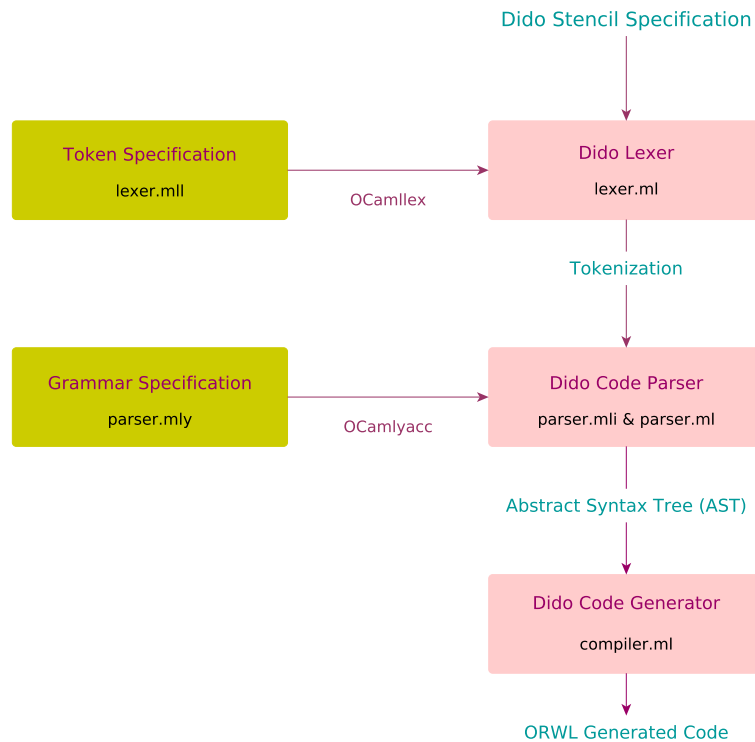 Dido Stencil Specification
Token Specification
lexer.mll
OCamllex
Dido Lexer
lexer.ml
Tokenization
Grammar Specification
parser.mly
OCamlyacc
Dido Code Parser
parser.mli & parser.ml
Abstract Syntax Tree (AST)
Dido Code Generator
compiler.ml
ORWL Generated Code